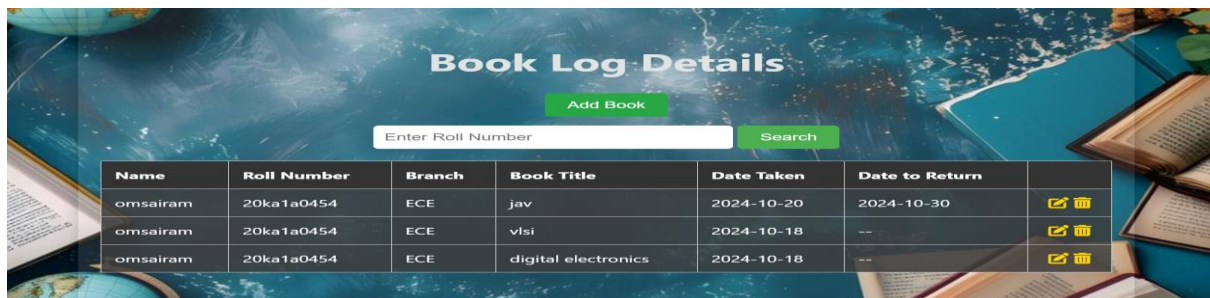 Book Log Details
Add Book
Enter Roll Number Search
Name Roll Number Branch Book Title Date Taken Date to Return
omsairam 20ka1a0454 ECE jav 2024-10-20 2024-10-30
omsairam 20ka1a0454 ECE vlsi 2024-10-18 --
omsairam 20ka1a0454 ECE digital electronics 2024-10-18 --